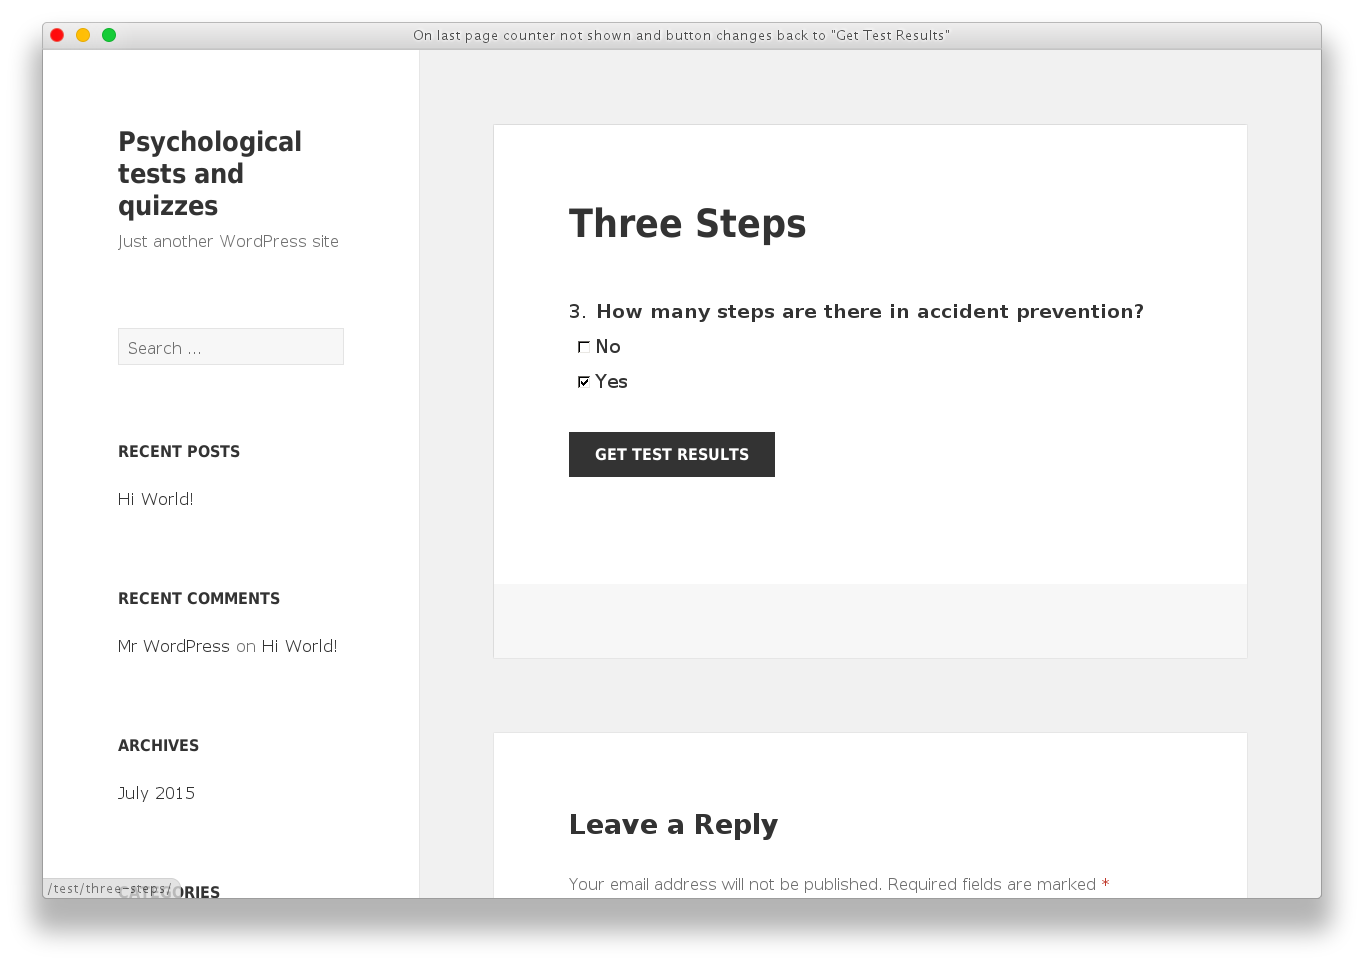 On last page counter not shown and button changes back to "Get Test Results"
Psychological
tests and
quizzes
Just another WordPress site
Search ...
RECENT POSTS
Hi World!
RECENT COMMENTS
Mr WordPress on Hi World!
ARCHIVES
July 2015
CATEGORIES
/test/three-steps/
Three Steps
3. How many steps are there in accident prevention?
No
Yes
GET TEST RESULTS
Leave a Reply
Your email address will not be published. Required fields are marked *